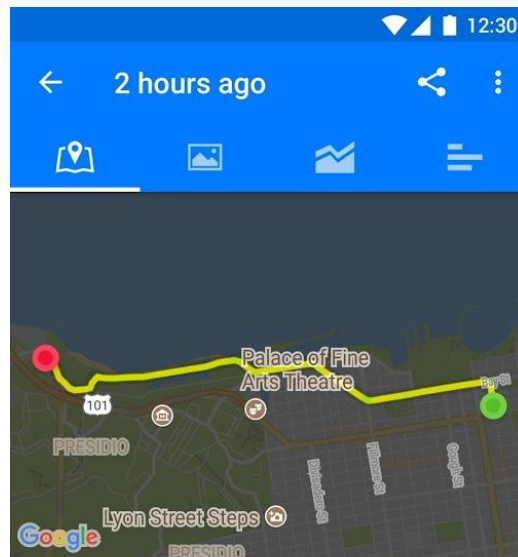 12:30
2 hours ago
Palace of Fine
Arts Theatre
Bay St
101
PRESIDIO
Divisadero St
Fillmore St
Gough St
Lyon Street Steps
Google
PRESIDIO